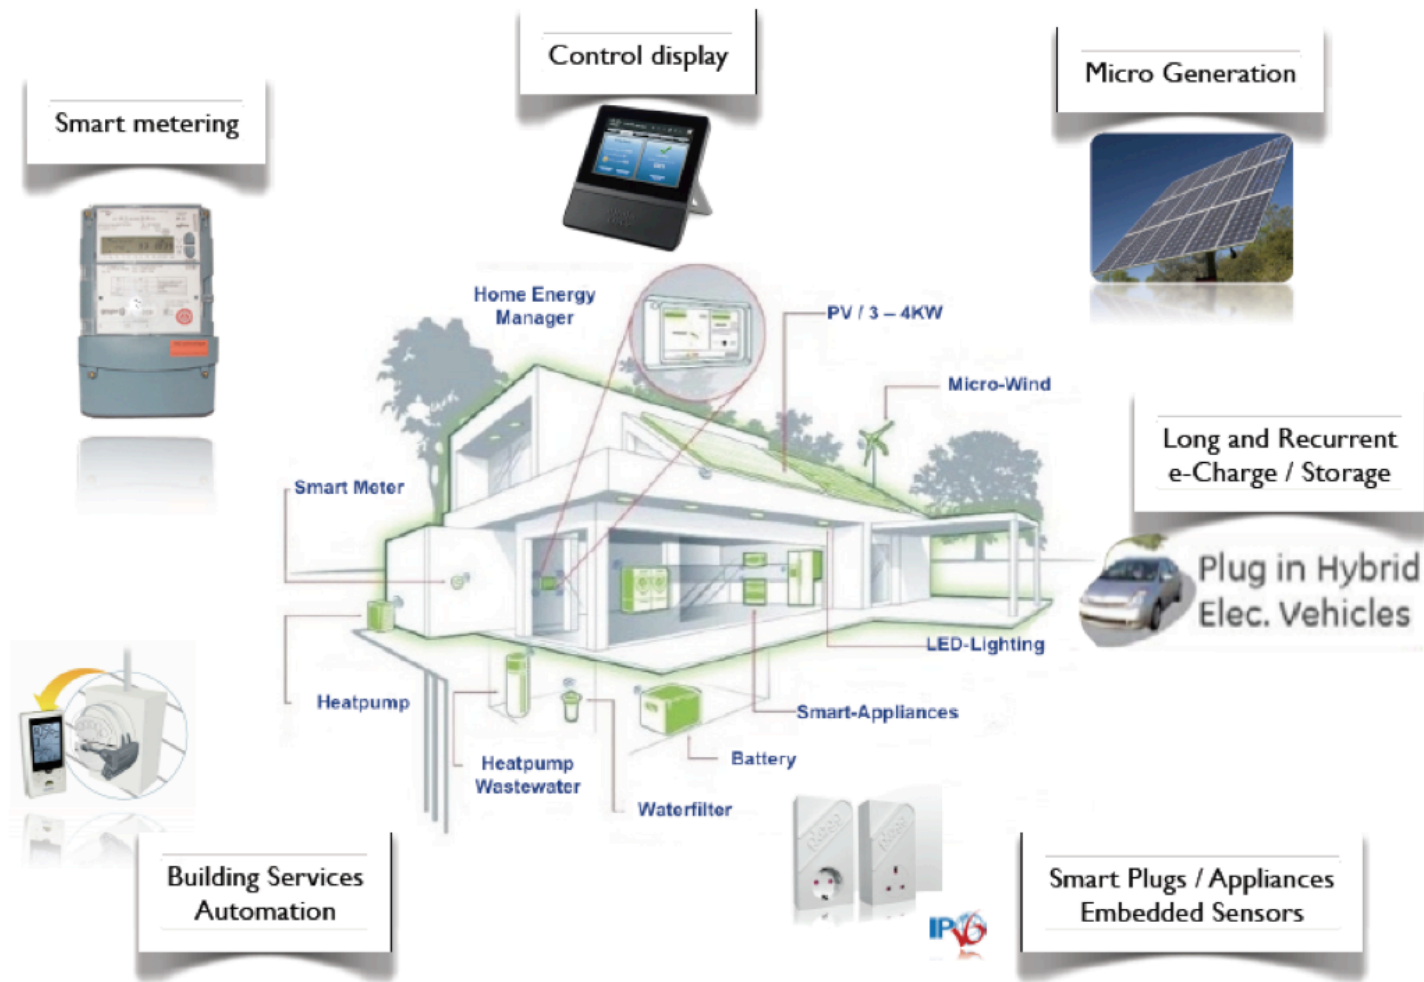 Control display
Micro Generation
Smart metering
Home Energy
Manager
PV / 3 – 4KW
Micro-Wind
Long and Recurrent
e-Charge / Storage
Smart Meter
Plug in Hybrid
Elec. Vehicles
LED-Lighting
Heatpump
Smart-Appliances
Heatpump
Wastewater
Battery
Waterfilter
Building Services
Automation
Smart Plugs / Appliances
Embedded Sensors
IPv6